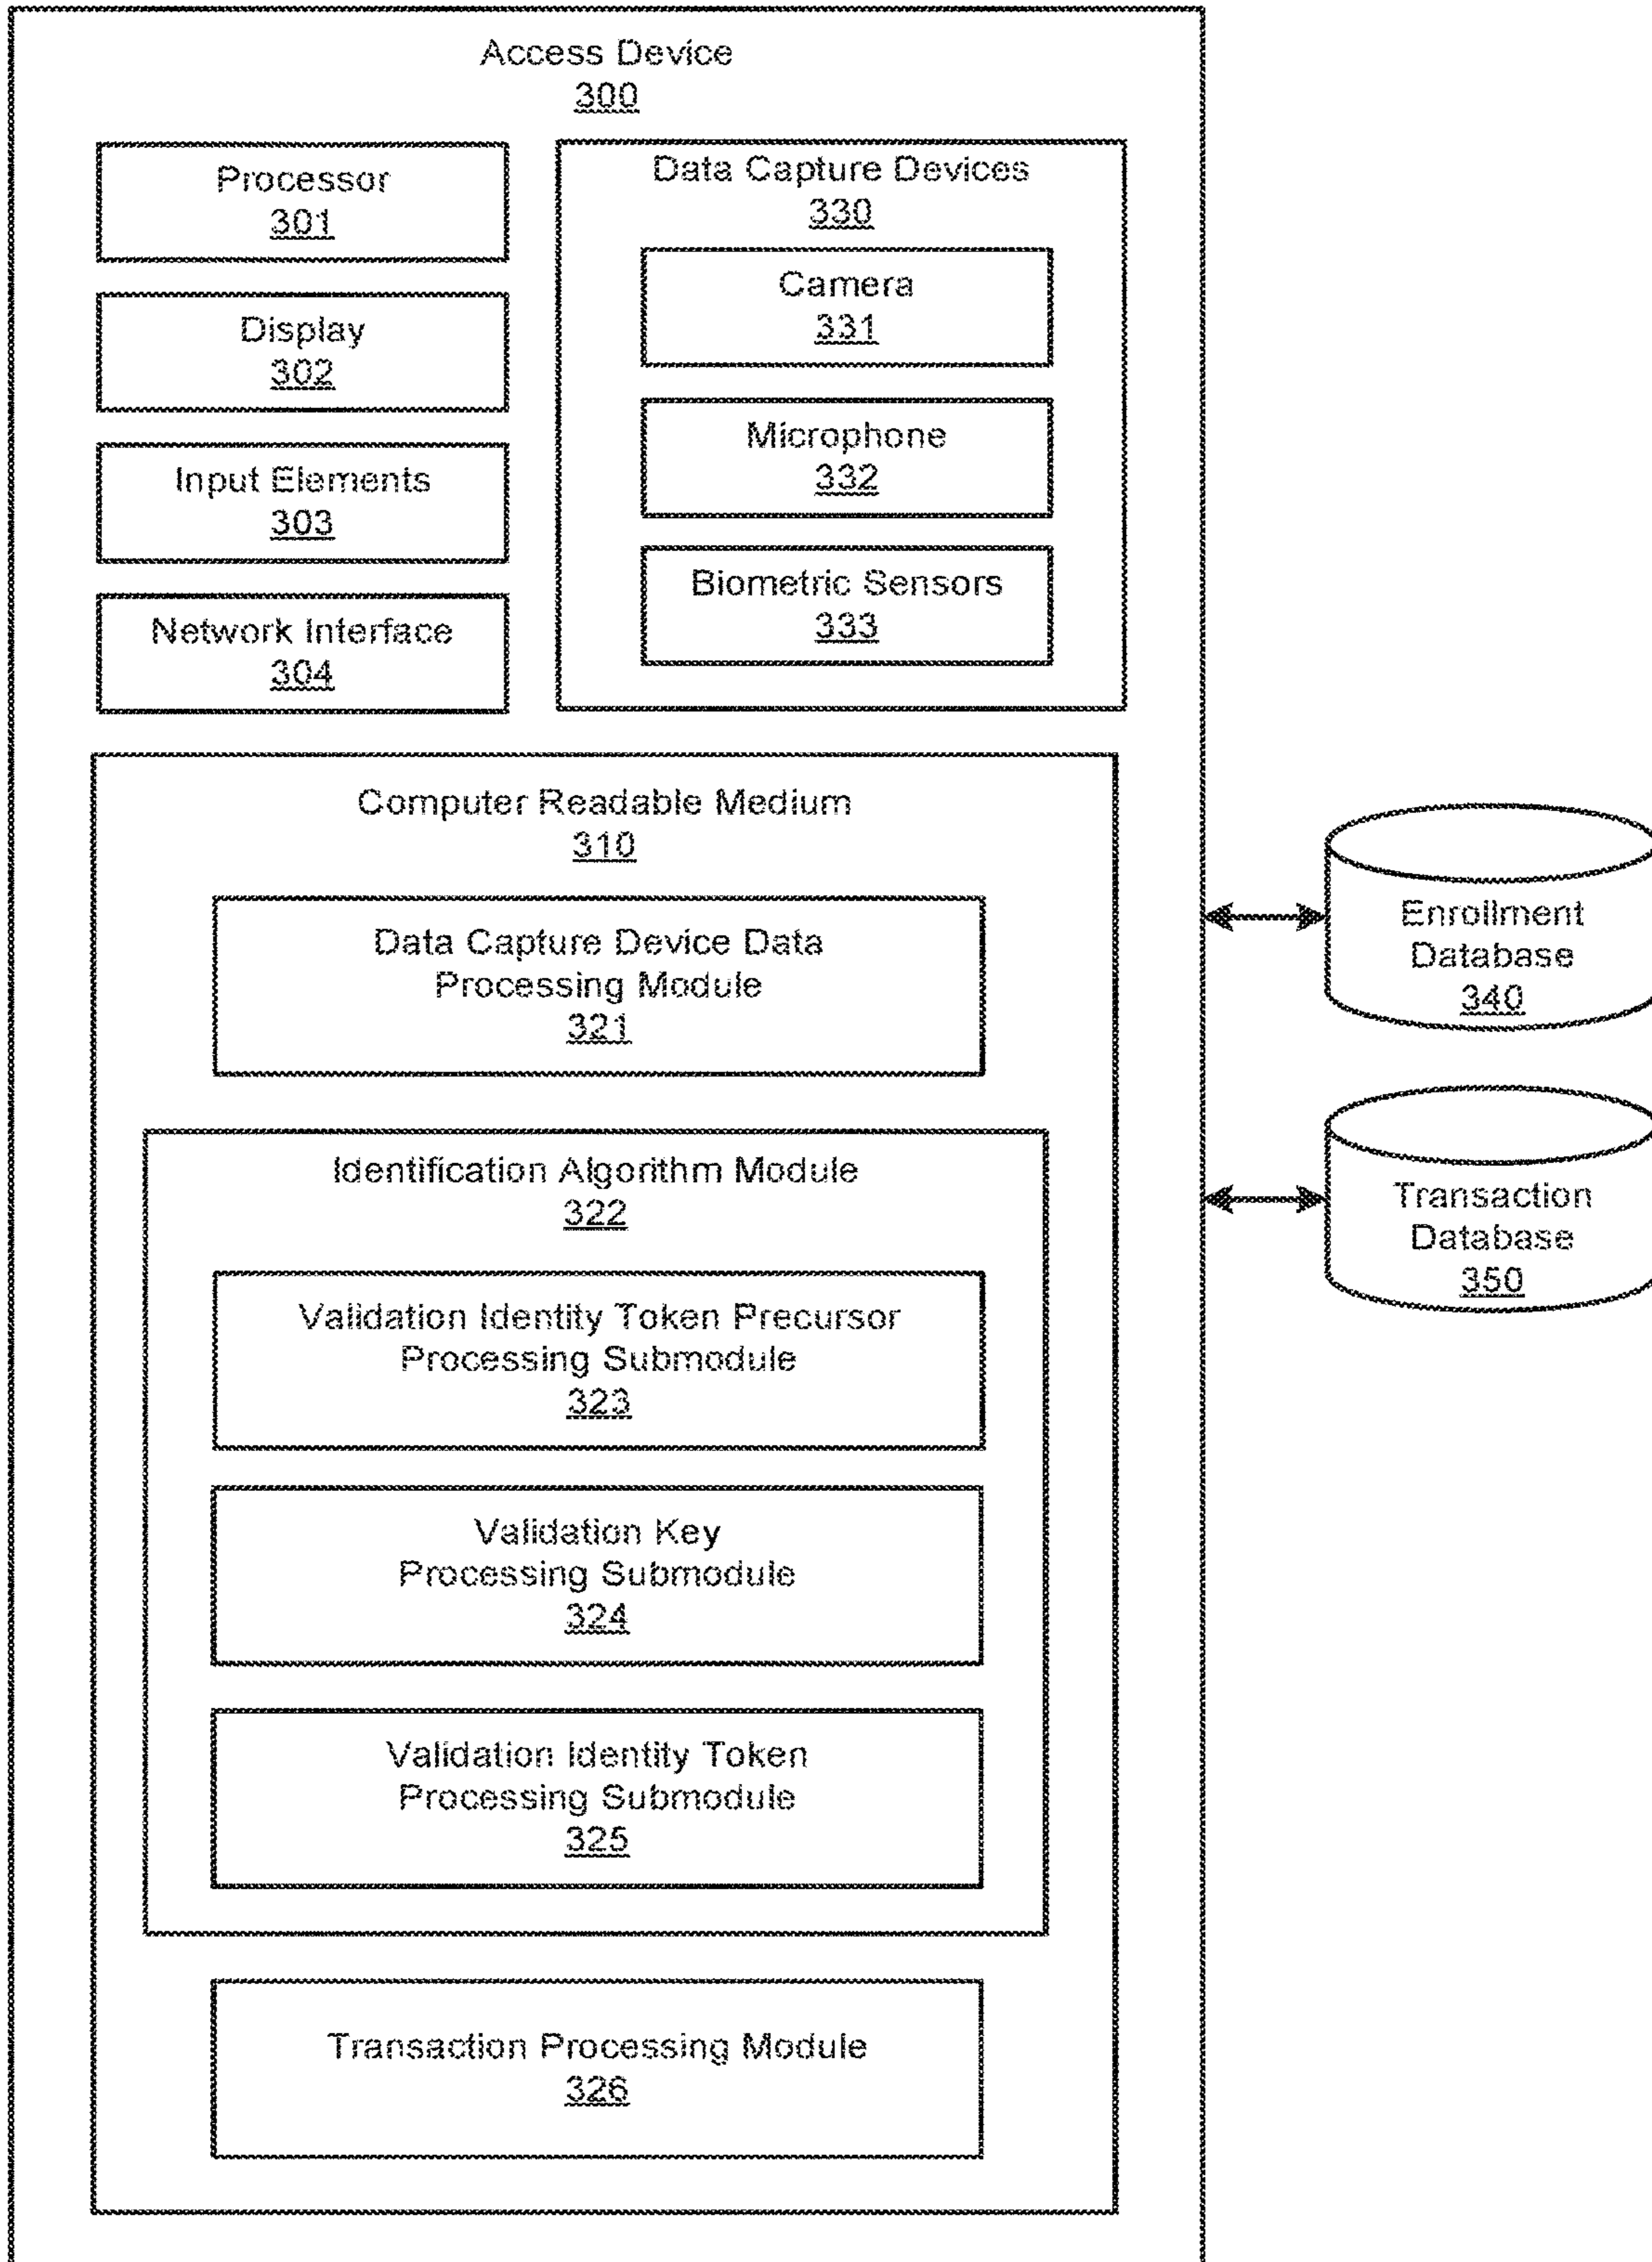 Access Device
300
Processor
301
Display
302
Input Elements
303
Network Interface
304
Data Capture Devices
330
Camera
331
Microphone
332
Biometric Sensors
333
Computer Readable Medium
310
Data Capture Device Data
Processing Module
321
Identification Algorithm Module
322
Validation Identity Token Precursor
Processing Submodule
323
Validation Key
Processing Submodule
324
Validation Identity Token
Processing Submodule
325
Transaction Processing Module
326
Enrollment
Database
340
Transaction
Database
350